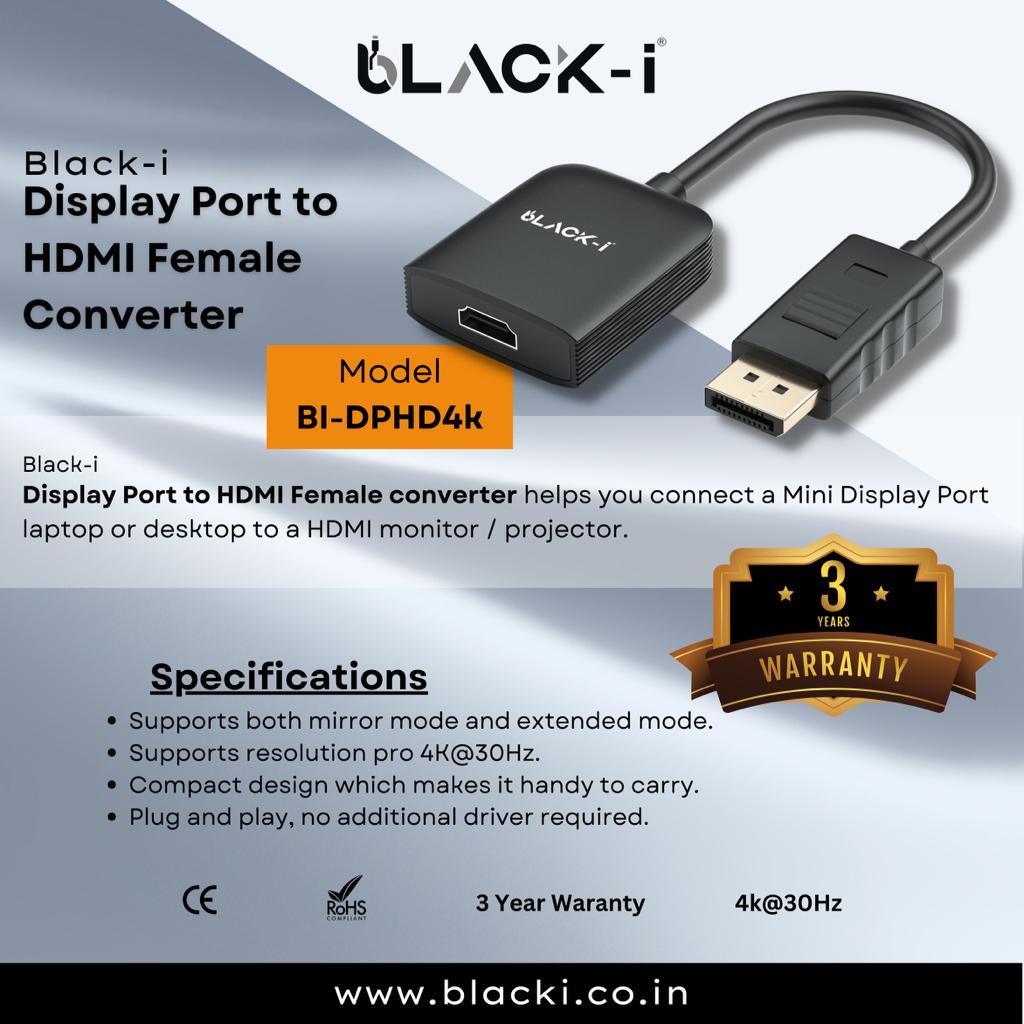 bLACK-i®
Black-i
Display Port to
HDMI Female
Converter
bLACK-i
Model
BI-DPHD4k
Black-i
Display Port to HDMI Female converter helps you connect a Mini Display Port
laptop or desktop to a HDMI monitor / projector.
3
YEARS
WARRANTY
Specifications
• Supports both mirror mode and extended mode.
• Supports resolution pro 4K@30Hz.
• Compact design which makes it handy to carry.
• Plug and play, no additional driver required.
CE
RoHS
COMPLIANT
3 Year Waranty
4k@30Hz
www.blacki.co.in